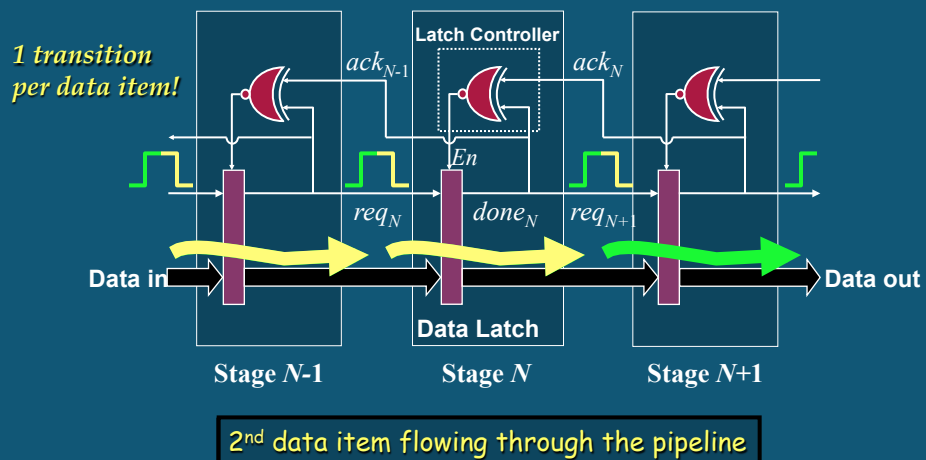 1 transition
per data item!
Latch Controller
ack_{N-1}
ack_N
En
req_N
done_N
req_{N+1}
Data in
Data out
Data Latch
Stage N-1
Stage N
Stage N+1
2nd data item flowing through the pipeline